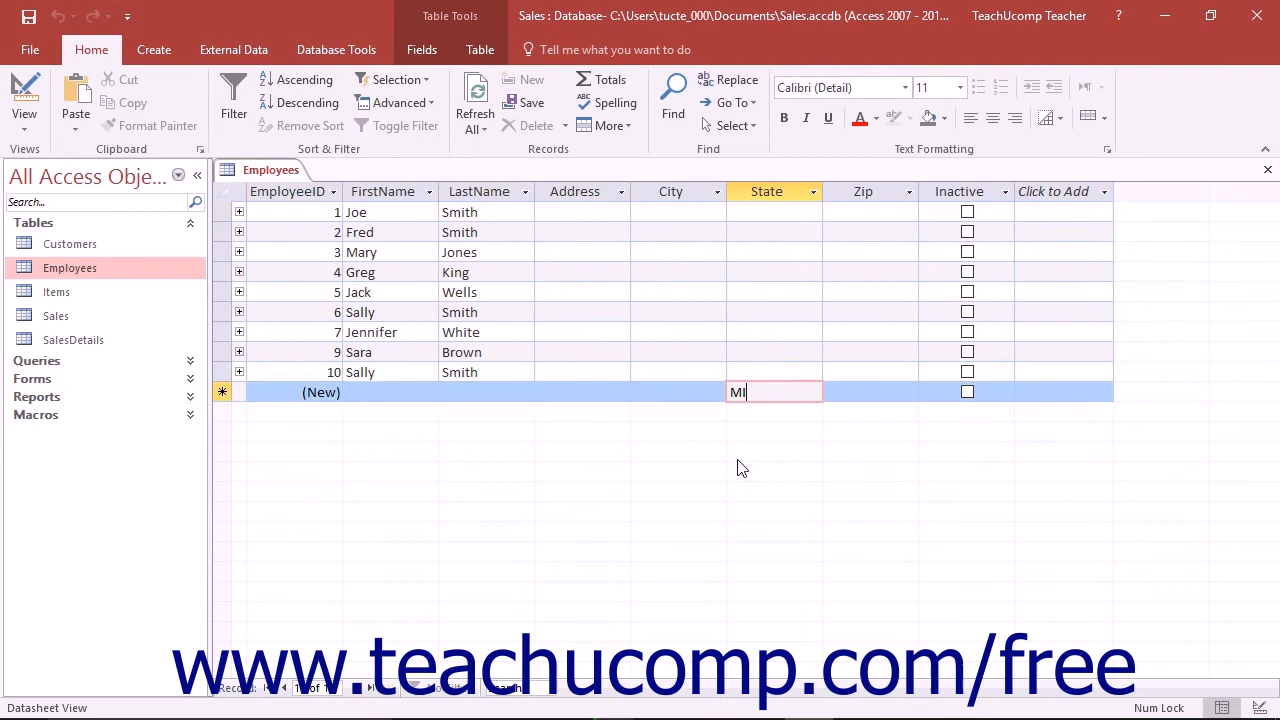 Table Tools
Sales : Database- C:\Users\tucte_000\Documents\Sales.accdb (Access 2007 - 201...
TeachUcomp Teacher
?
File
Home
Create
External Data
Database Tools
Fields
Table
Tell me what you want to do
View
Views
Paste
Cut
Copy
Format Painter
Clipboard
Filter
Ascending
Descending
Remove Sort
Selection
Advanced
Toggle Filter
Sort & Filter
Refresh
All
New
Save
Delete
Totals
Spelling
More
Records
Find
Replace
Go To
Select
Find
Calibri (Detail)
11
B I U A
Text Formatting
All Access Obje...
Search...
Tables
Customers
Employees
Items
Sales
SalesDetails
Queries
Forms
Reports
Macros
Employees
EmployeeID FirstName LastName Address City State Zip Inactive Click to Add
1 Joe Smith
2 Fred Smith
3 Mary Jones
4 Greg King
5 Jack Wells
6 Sally Smith
7 Jennifer White
9 Sara Brown
10 Sally Smith
(New) MI
www.teachucomp.com/free
Datasheet View
Num Lock